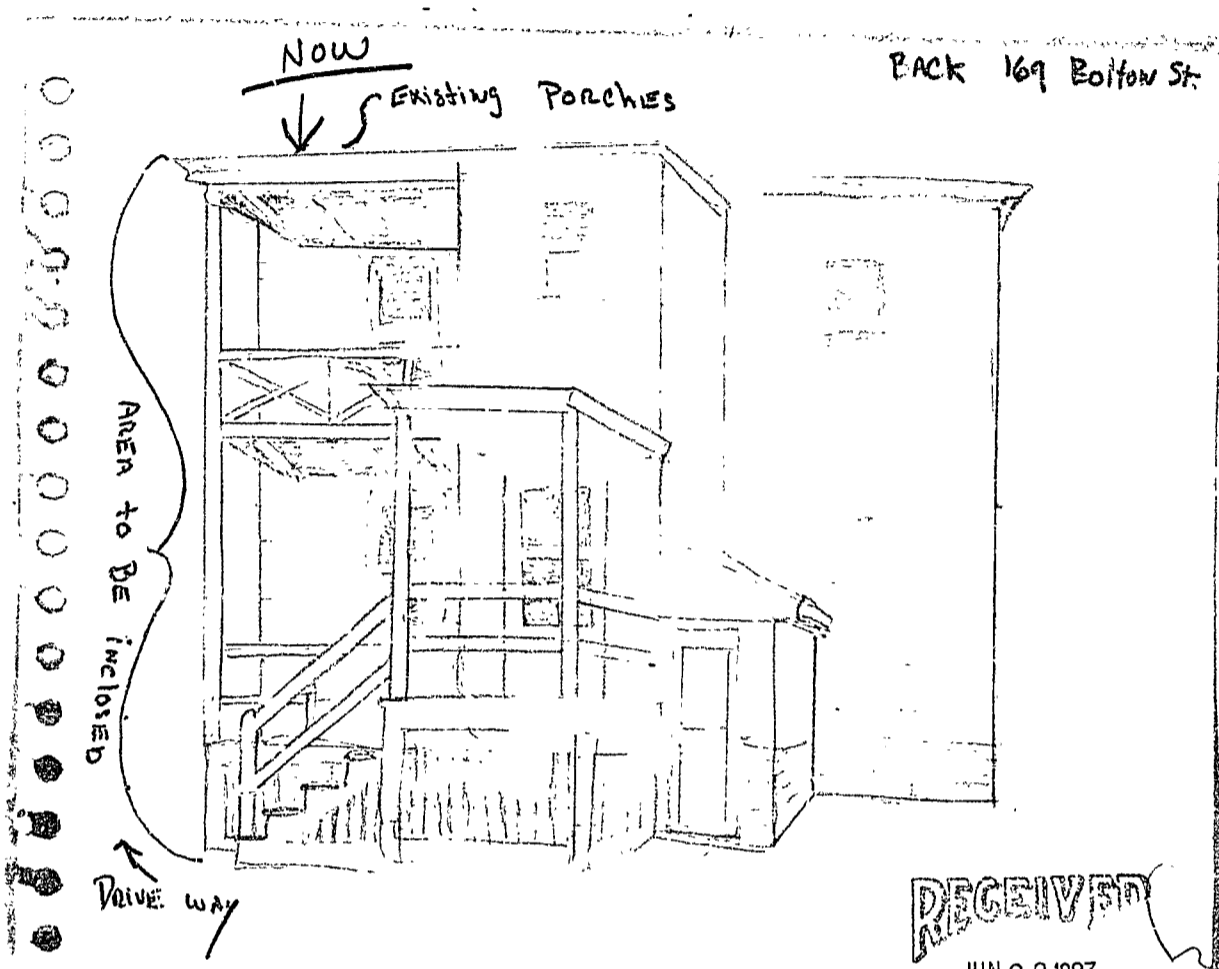 NOW
Existing PORCHES
BACK 169 Bolton St.
AREA to BE inclosed
DRIVE WAY
RECEIVED